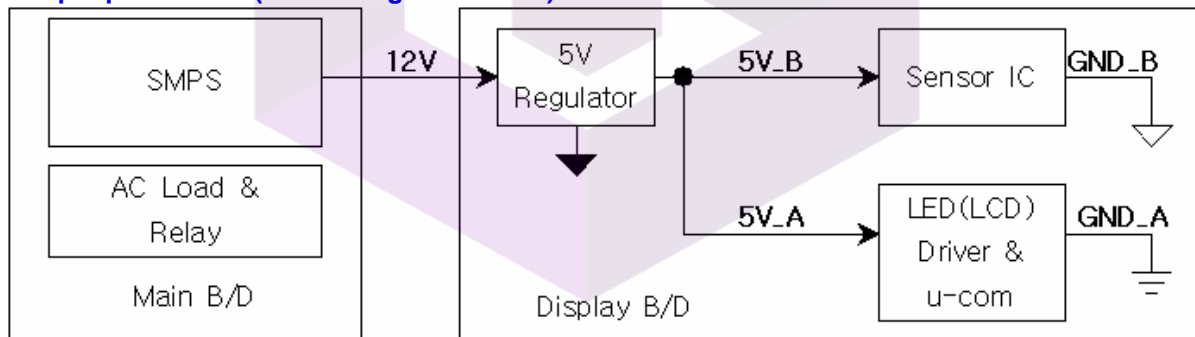 SMPS
12V
5V
Regulator
5V_B
Sensor IC
GND_B
AC Load &
Relay
5V_A
LED(LCD)
Driver &
u-com
GND_A
Main B/D
Display B/D